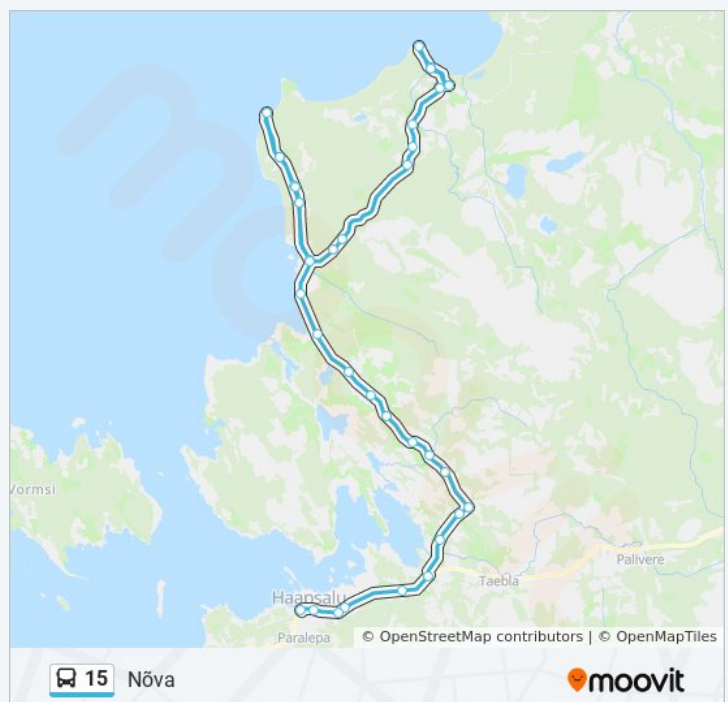 Vormsi
Palivere
Taebla
Haapsalu
Paralepa
© OpenStreetMap contributors | © OpenMapTiles
15 Nõva
moovit